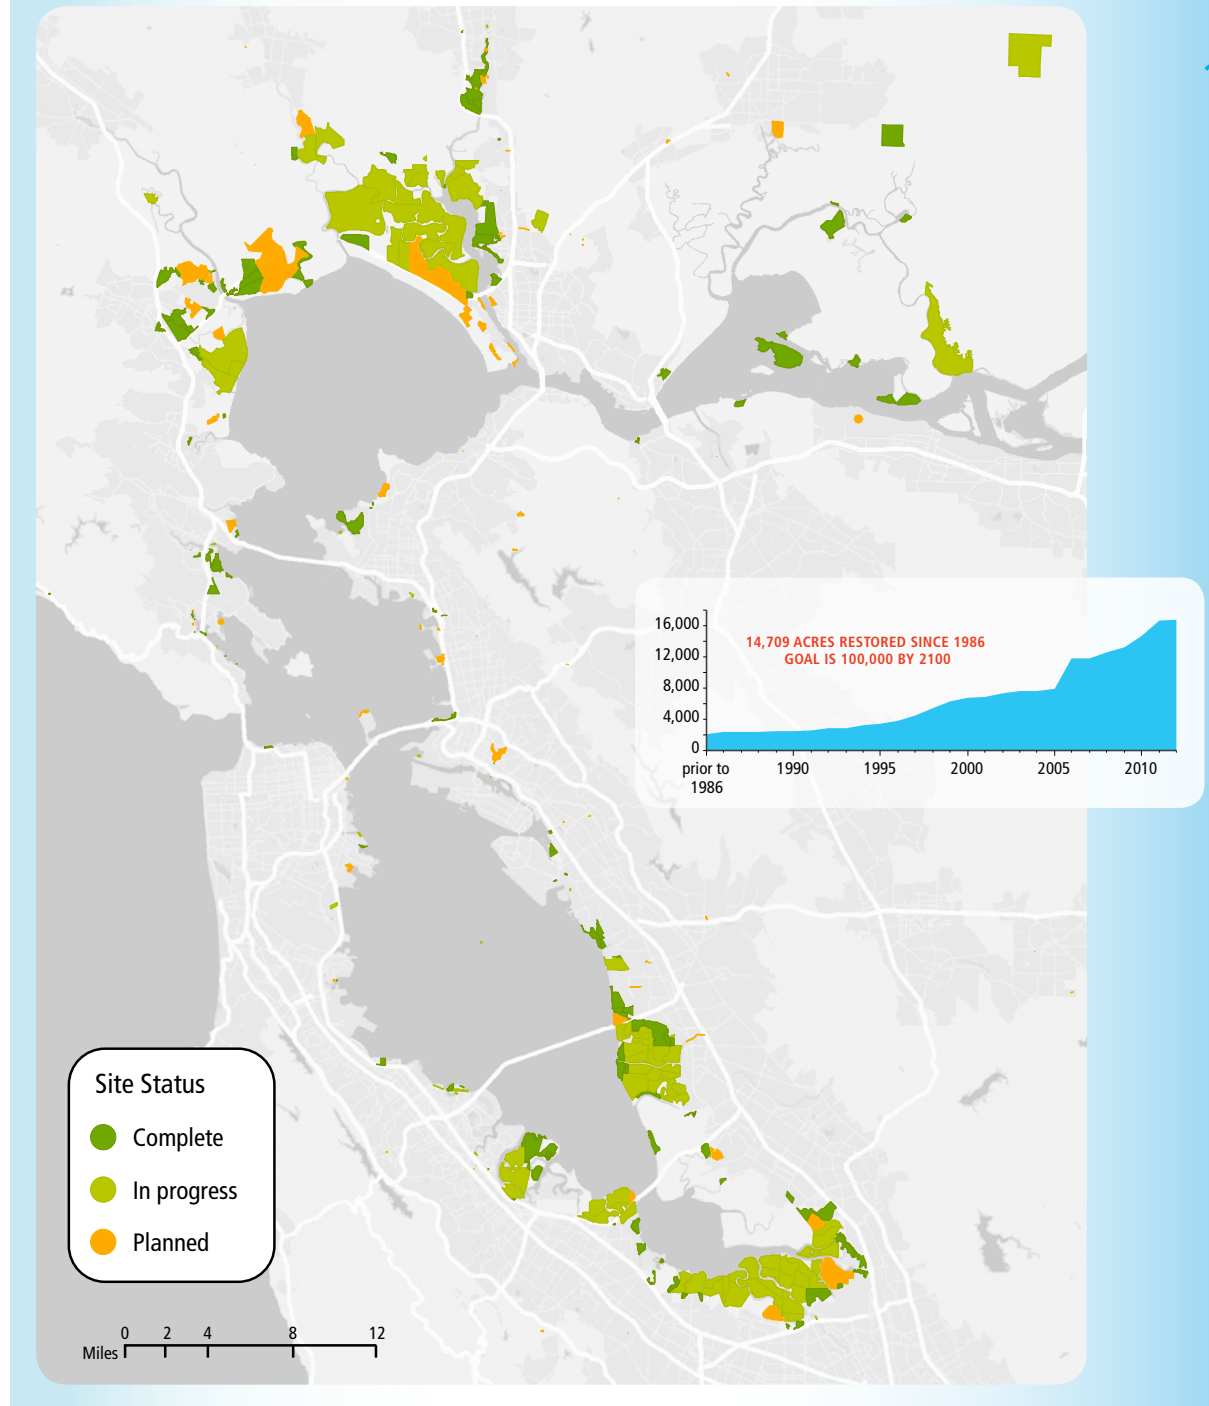 16,000
12,000
8,000
4,000
0
14,709 ACRES RESTORED SINCE 1986
GOAL IS 100,000 BY 2100
prior to
1986
1990
1995
2000
2005
2010
Site Status
Complete
In progress
Planned
0 2 4 8 12
Miles